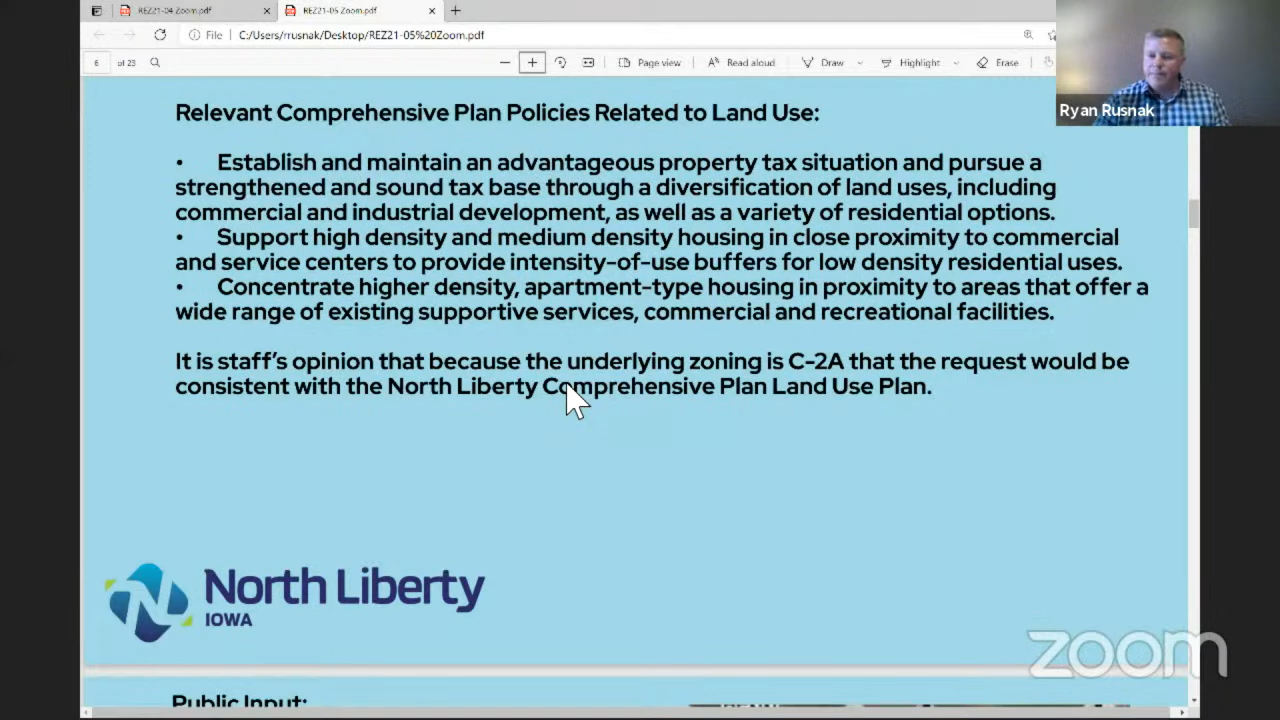 REZ21-04 Zoom.pdf
REZ21-05 Zoom.pdf
File
C:/Users/rrusnak/Desktop/REZ21-05%20Zoom.pdf
6 of 23
Page view
Read aloud
Draw
Highlight
Erase
Ryan Rusnak
Relevant Comprehensive Plan Policies Related to Land Use:
• Establish and maintain an advantageous property tax situation and pursue a
strengthened and sound tax base through a diversification of land uses, including
commercial and industrial development, as well as a variety of residential options.
• Support high density and medium density housing in close proximity to commercial
and service centers to provide intensity-of-use buffers for low density residential uses.
• Concentrate higher density, apartment-type housing in proximity to areas that offer a
wide range of existing supportive services, commercial and recreational facilities.
It is staff's opinion that because the underlying zoning is C-2A that the request would be
consistent with the North Liberty Comprehensive Plan Land Use Plan.
North Liberty
IOWA
zoom
Public Input: